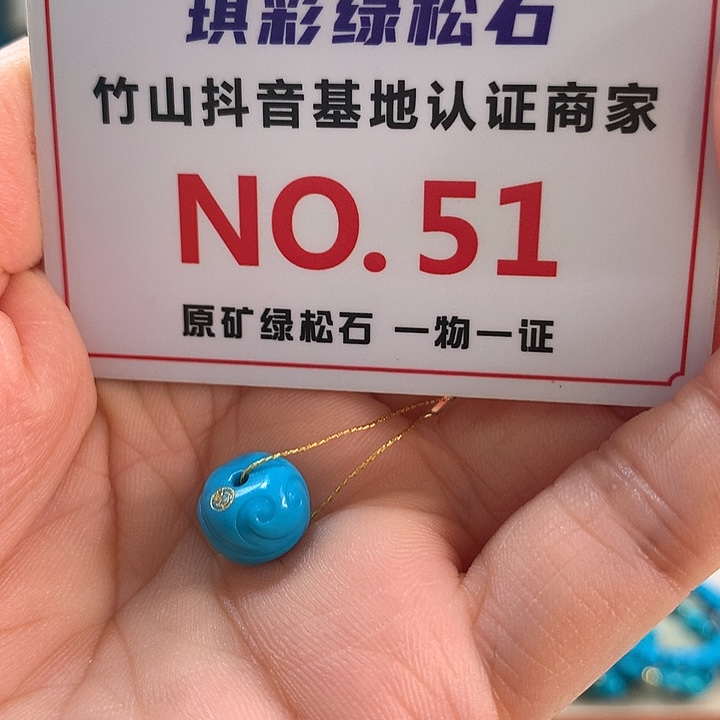 琪彩绿松石
竹山抖音基地认证商家
NO.51
原矿绿松石 一物一证